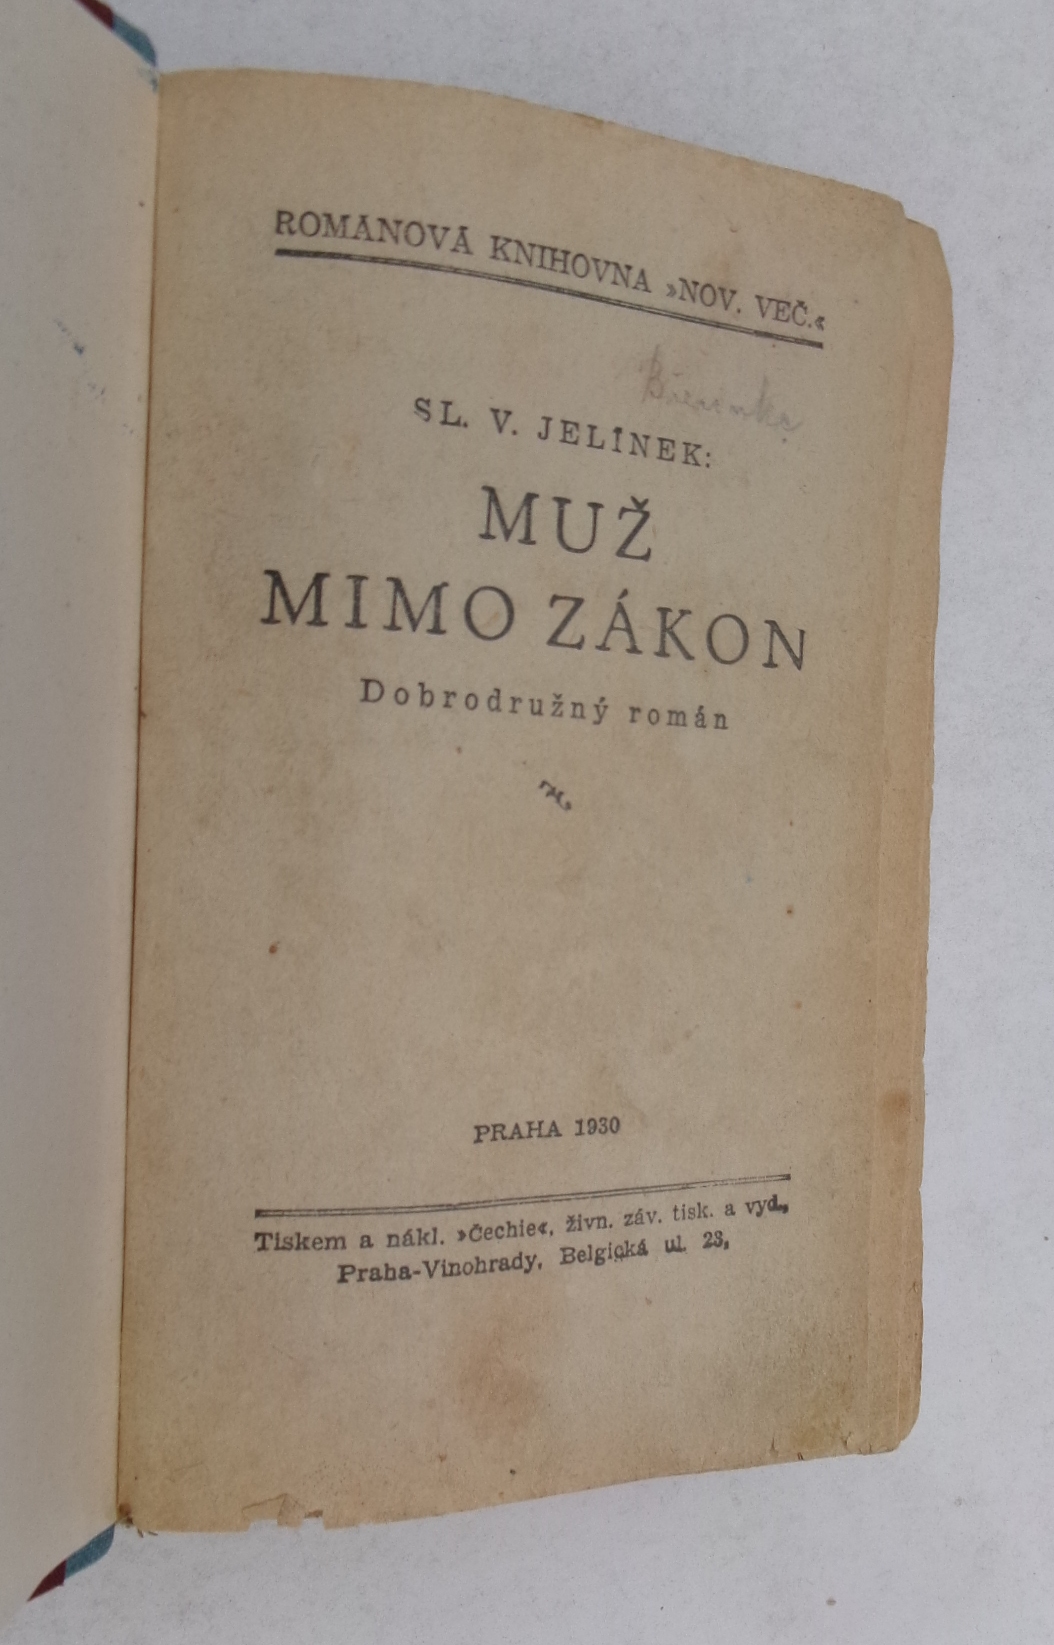 ROMANOVÁ KNIHOVNA »NOV. VEČ.«
SL. V. JELÍNEK:
MUŽ
MIMO ZÁKON
Dobrodružný román
PRAHA 1930
Tiskem a nákl. »Čechie«, živn. záv. tisk. a vyd.,
Praha-Vinohrady, Belgická ul. 23,